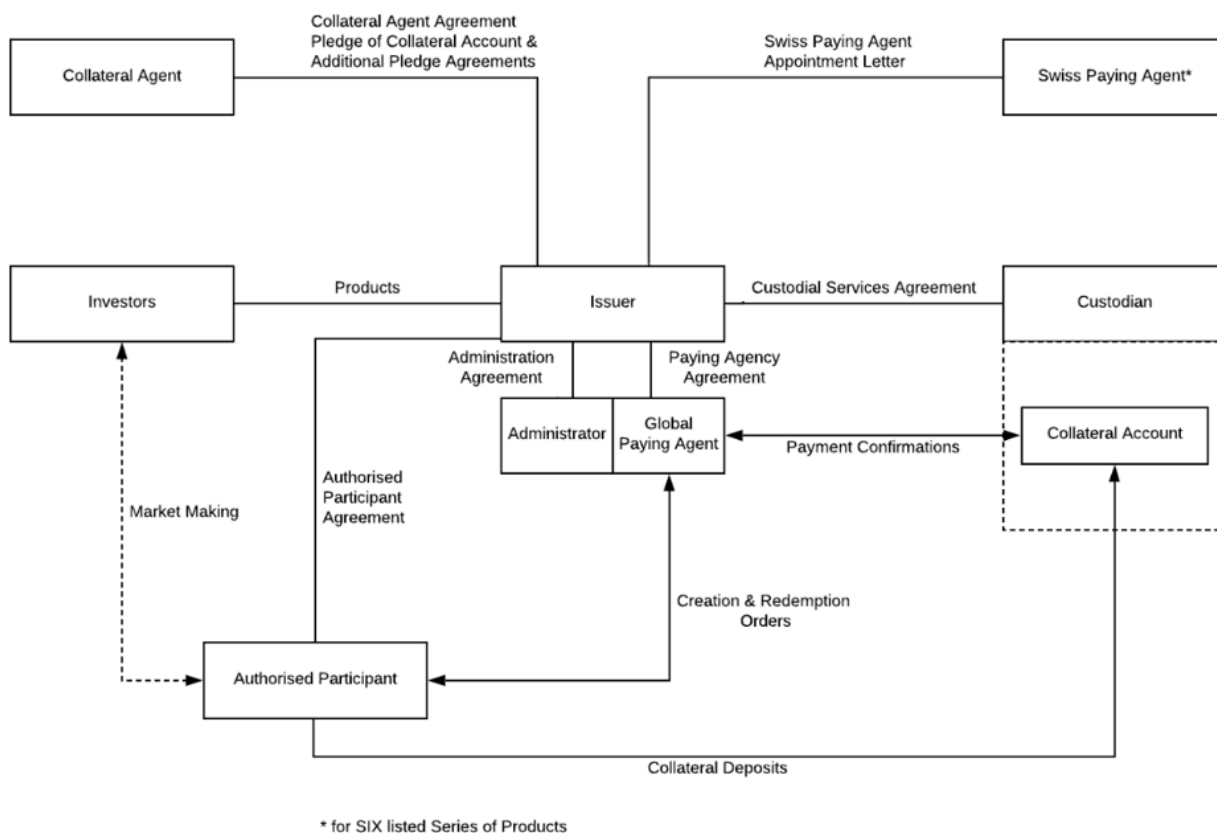 Collateral Agent Agreement
Pledge of Collateral Account &
Additional Pledge Agreements
Swiss Paying Agent
Appointment Letter
Collateral Agent
Swiss Paying Agent*
Investors
Products
Issuer
Custodial Services Agreement
Custodian
Administration
Agreement
Paying Agency
Agreement
Administrator
Global
Paying Agent
Payment Confirmations
Collateral Account
Authorised
Participant
Agreement
Market Making
Creation & Redemption
Orders
Authorised Participant
Collateral Deposits
* for SIX listed Series of Products